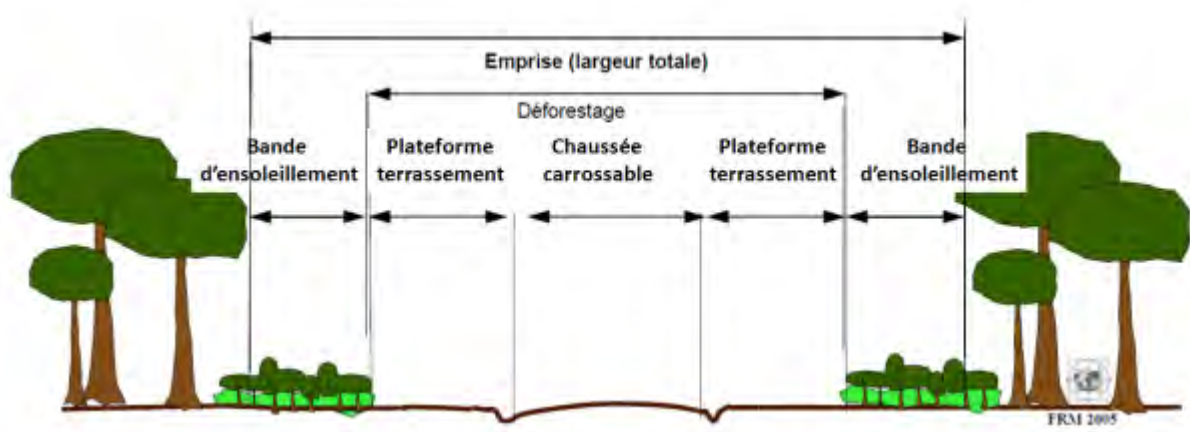 Emprise (largeur totale)
Déforestage
Bande
d'ensoleillement
Plateforme
terrassement
Chaussée
carrossable
Plateforme
terrassement
Bande
d'ensoleillement
FRM 2005